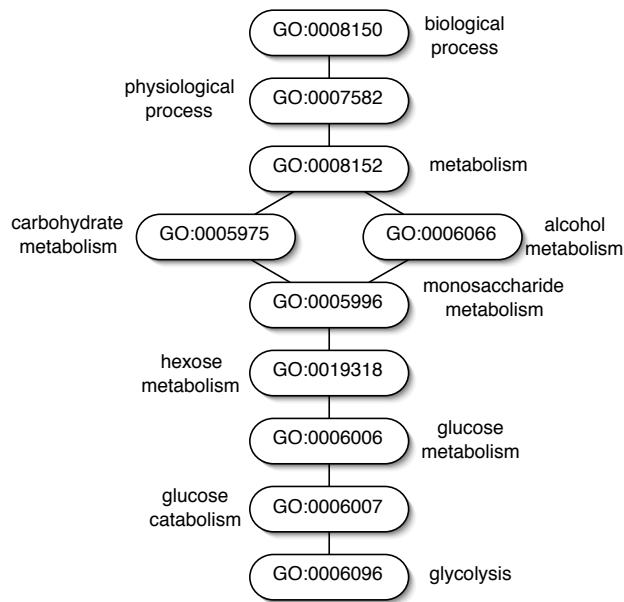 GO:0008150
biological
process
physiological
process
GO:0007582
GO:0008152
metabolism
carbohydrate
metabolism
GO:0005975
GO:0006066
alcohol
metabolism
GO:0005996
monosaccharide
metabolism
hexose
metabolism
GO:0019318
GO:0006006
glucose
metabolism
glucose
catabolism
GO:0006007
GO:0006096
glycolysis